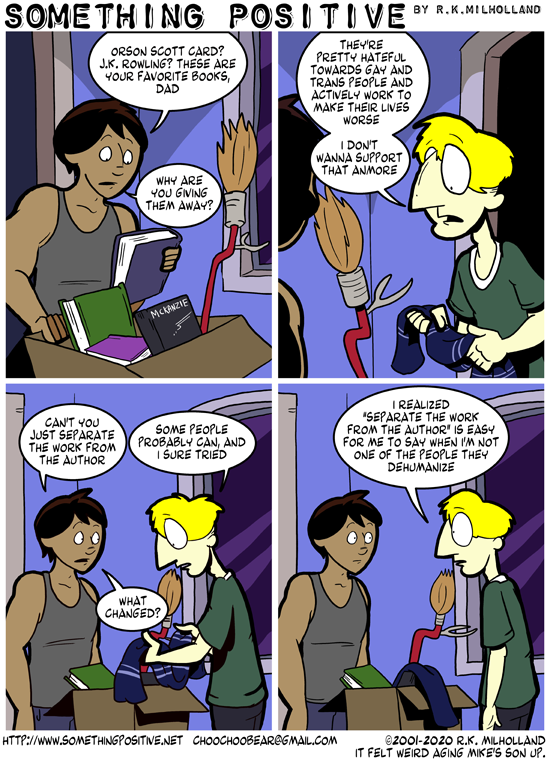 SOMETHING POSITIVE BY R.K.MILHOLLAND
ORSON SCOTT CARD?
J.K. ROWLING? THESE ARE
YOUR FAVORITE BOOKS,
DAD
WHY ARE
YOU GIVING
THEM AWAY?
MCKANZIE
THEY'RE
PRETTY HATEFUL
TOWARDS GAY AND
TRANS PEOPLE AND
ACTIVELY WORK TO
MAKE THEIR LIVES
WORSE
I DON'T
WANNA SUPPORT
THAT ANMORE
CAN'T YOU
JUST SEPARATE
THE WORK FROM
THE AUTHOR
SOME PEOPLE
PROBABLY CAN, AND
I SURE TRIED
WHAT
CHANGED?
I REALIZED
"SEPARATE THE WORK
FROM THE AUTHOR" IS EASY
FOR ME TO SAY WHEN I'M NOT
ONE OF THE PEOPLE THEY
DEHUMANIZE
HTTP://WWW.SOMETHINGPOSITIVE.NET CHOOCHOOBEAR@GMAIL.COM
©2001-2020 R.K. MILHOLLAND
IT FELT WEIRD AGING MIKE'S SON UP.